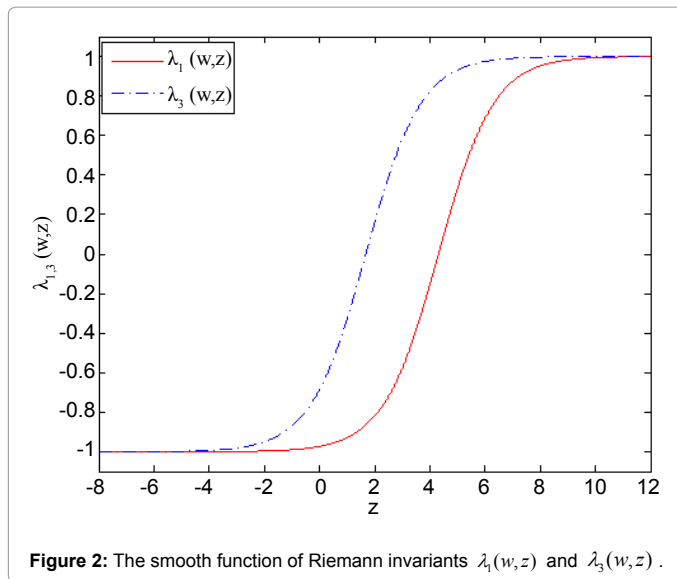 λ₁ (w,z)
λ₃ (w,z)
1
0.8
0.6
0.4
0.2
0
-0.2
-0.4
-0.6
-0.8
-1
λ₁,₃ (w,z)
-8 -6 -4 -2 0 2 4 6 8 10 12
z
Figure 2: The smooth function of Riemann invariants λ₁(w,z) and λ₃(w,z) .